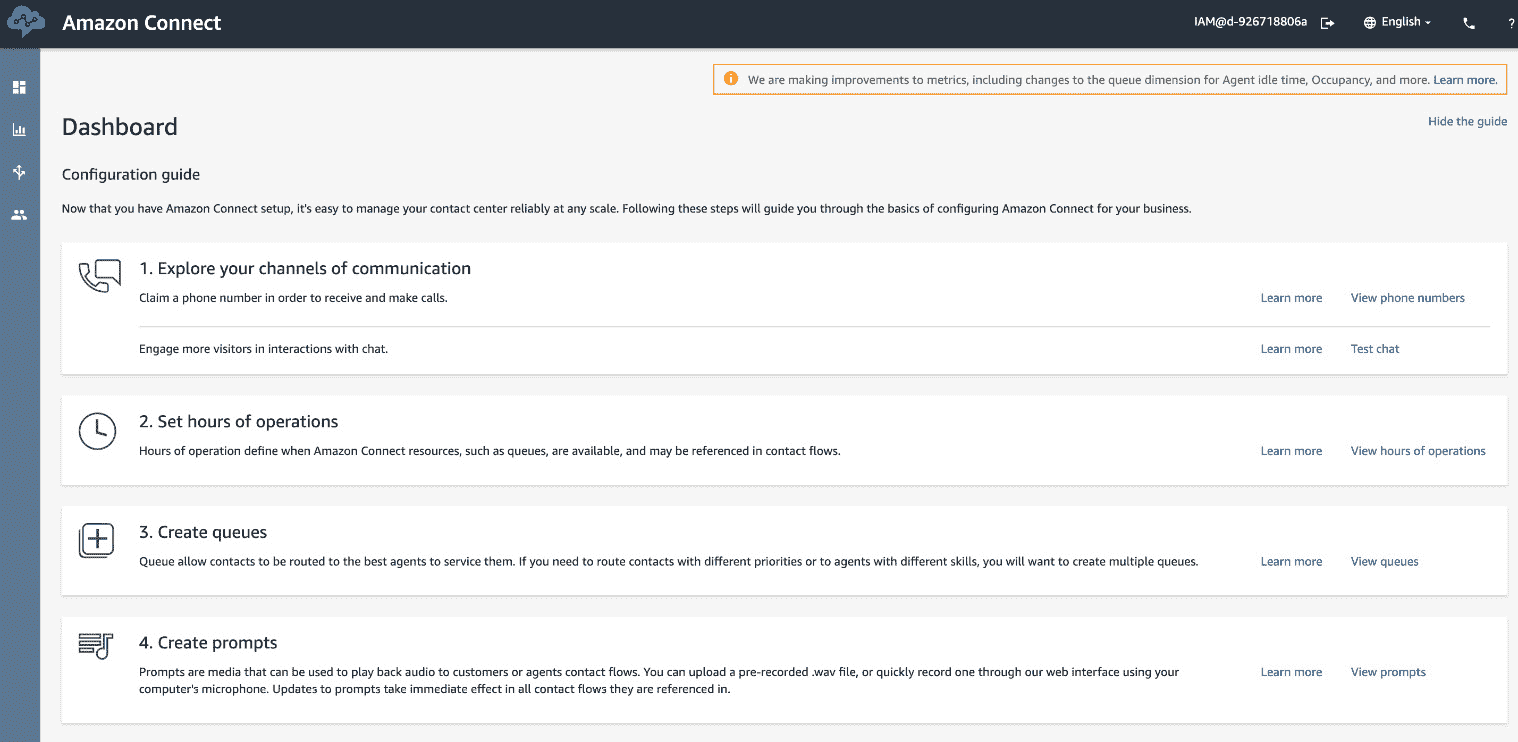 Amazon Connect
IAM@d-926718806a
English
?
We are making improvements to metrics, including changes to the queue dimension for Agent idle time, Occupancy, and more. Learn more.
Dashboard
Hide the guide
Configuration guide
Now that you have Amazon Connect setup, it's easy to manage your contact center reliably at any scale. Following these steps will guide you through the basics of configuring Amazon Connect for your business.
1. Explore your channels of communication
Claim a phone number in order to receive and make calls.
Learn more
View phone numbers
Engage more visitors in interactions with chat.
Learn more
Test chat
2. Set hours of operations
Hours of operation define when Amazon Connect resources, such as queues, are available, and may be referenced in contact flows.
Learn more
View hours of operations
3. Create queues
Queue allow contacts to be routed to the best agents to service them. If you need to route contacts with different priorities or to agents with different skills, you will want to create multiple queues.
Learn more
View queues
4. Create prompts
Prompts are media that can be used to play back audio to customers or agents contact flows. You can upload a pre-recorded .wav file, or quickly record one through our web interface using your
computer's microphone. Updates to prompts take immediate effect in all contact flows they are referenced in.
Learn more
View prompts